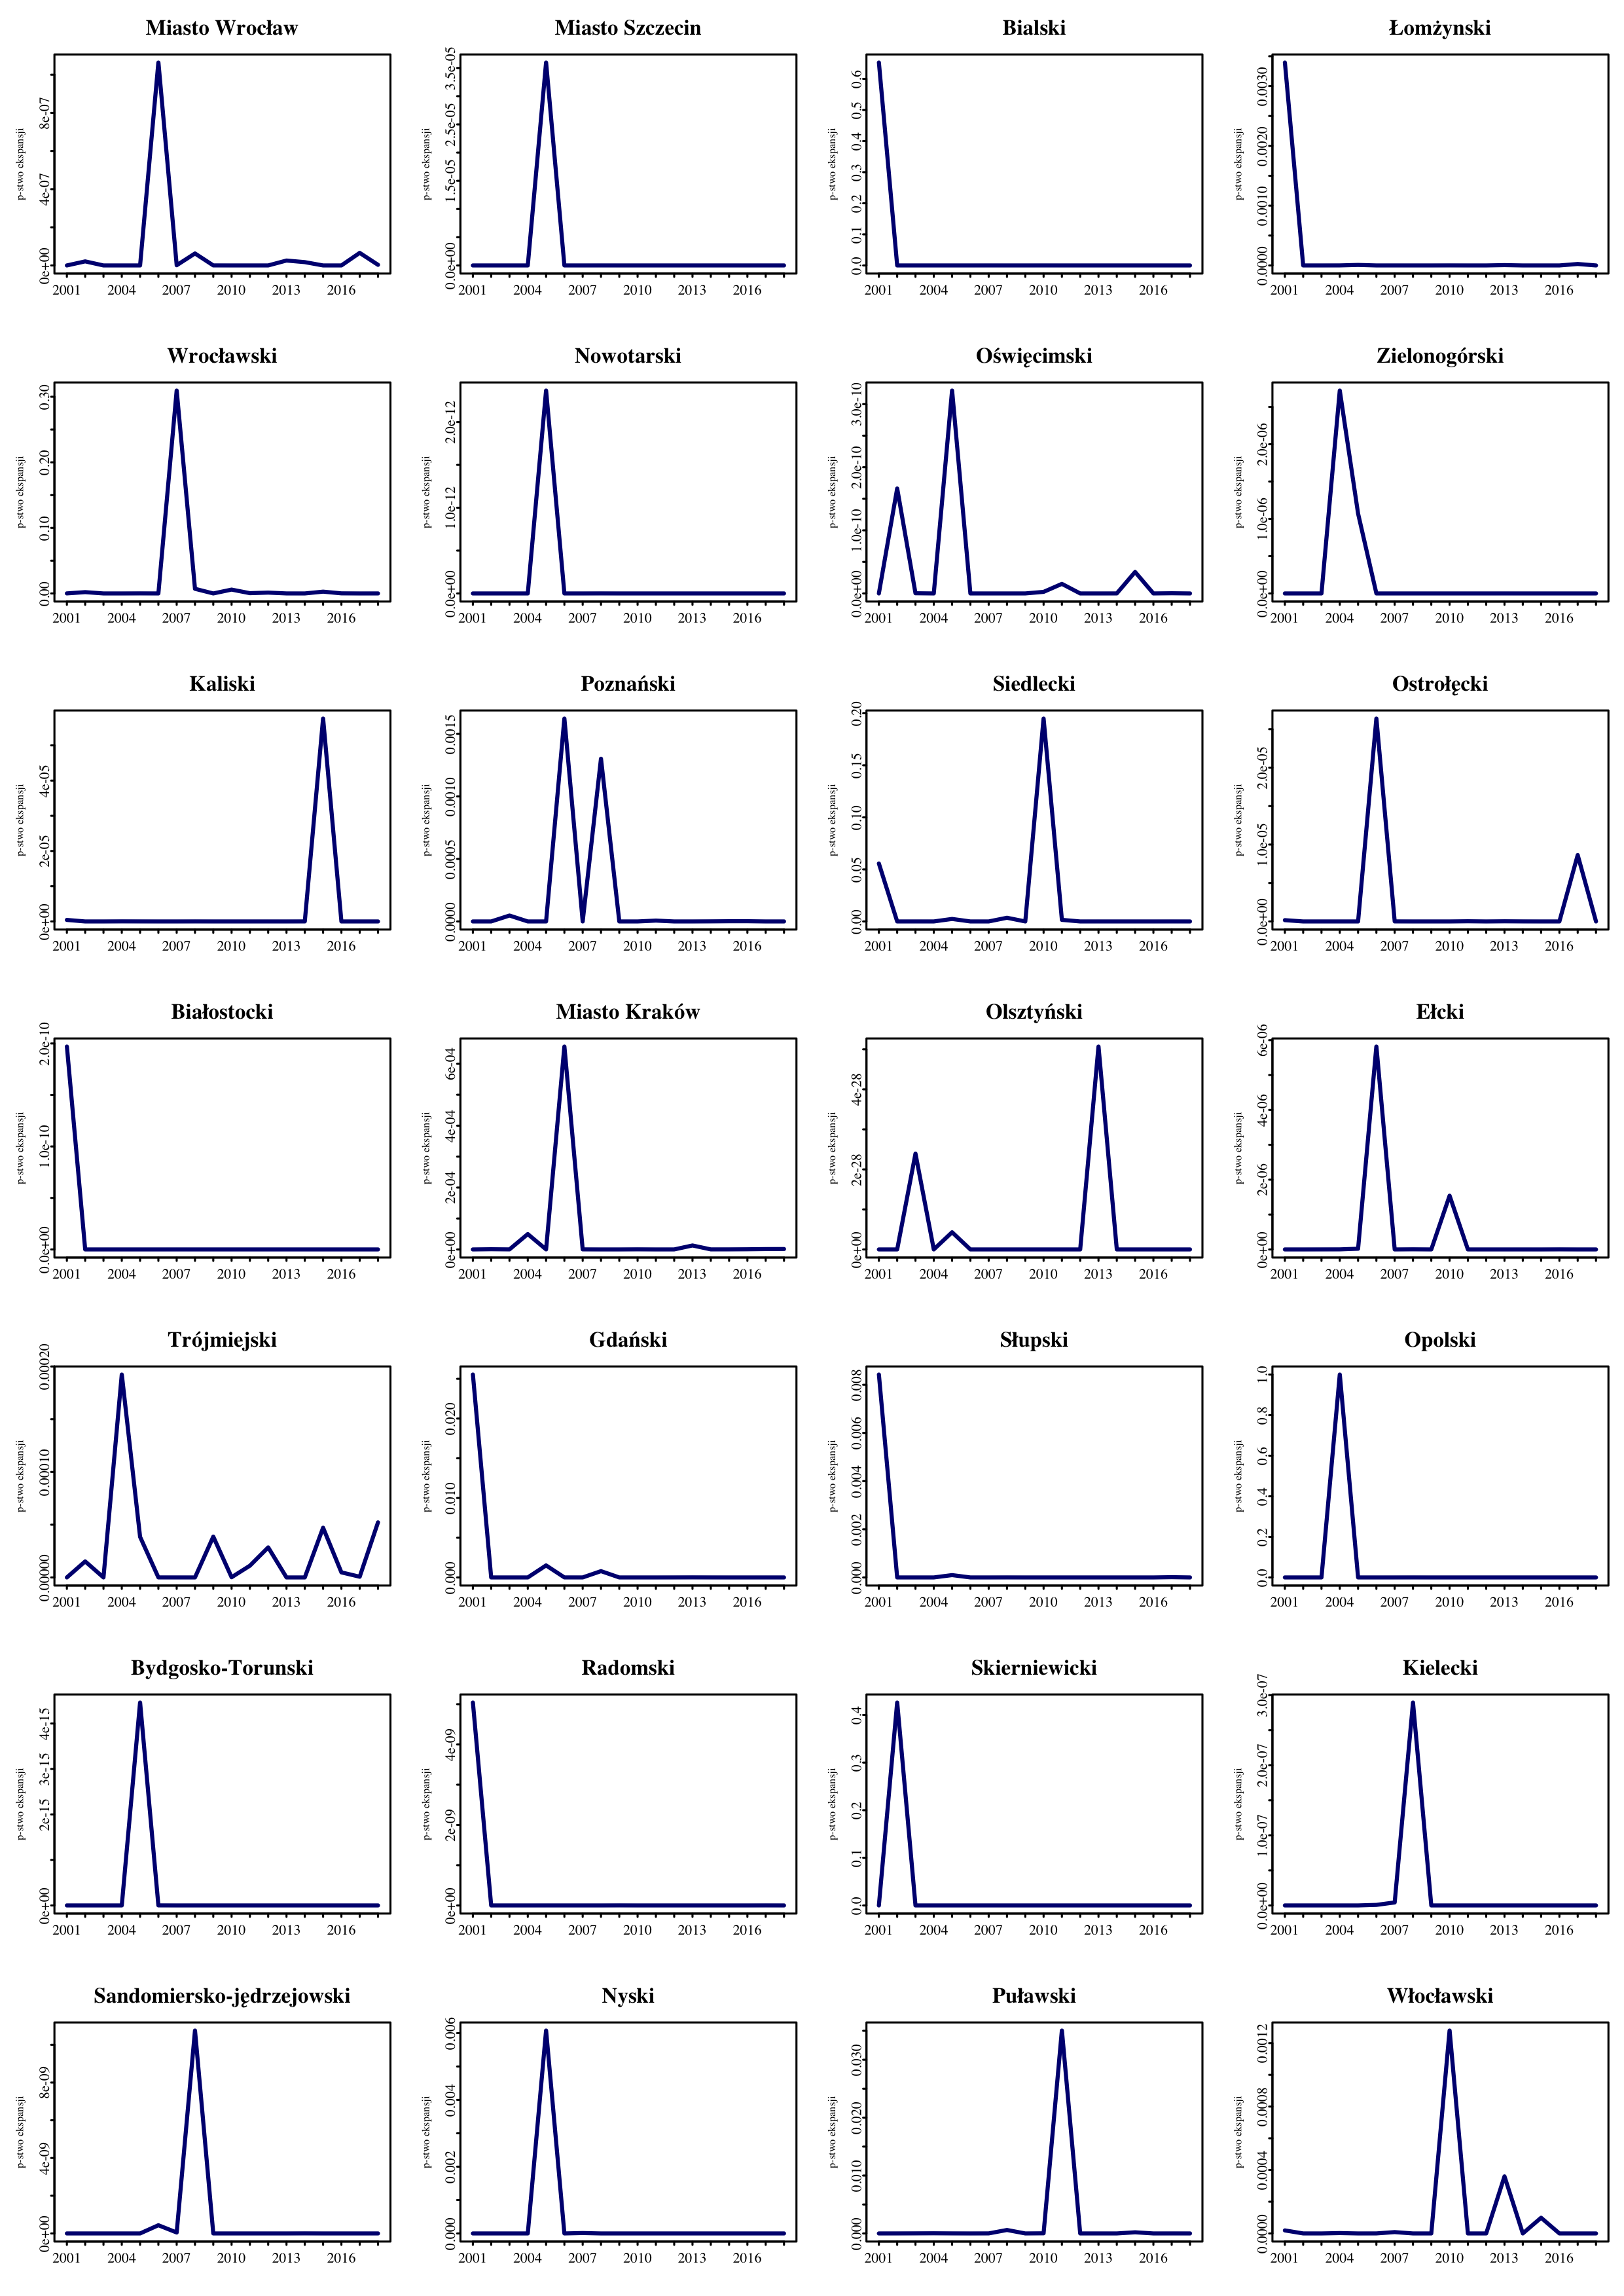 Miasto Wrocław
p-stwo ekspansji
0e+00 4e-07 8e-07
2001 2004 2007 2010 2013 2016
Miasto Szczecin
p-stwo ekspansji
0.0e+00 1.5e-05 2.5e-05 3.5e-05
2001 2004 2007 2010 2013 2016
Bialski
p-stwo ekspansji
0.0 0.1 0.2 0.3 0.4 0.5 0.6
2001 2004 2007 2010 2013 2016
Łomżynski
p-stwo ekspansji
0.0000 0.0010 0.0020 0.0030
2001 2004 2007 2010 2013 2016
Wrocławski
p-stwo ekspansji
0.00 0.10 0.20 0.30
2001 2004 2007 2010 2013 2016
Nowotarski
p-stwo ekspansji
0.0e+00 1.0e-12 2.0e-12
2001 2004 2007 2010 2013 2016
Oświęcimski
p-stwo ekspansji
0.0e+00 1.0e-10 2.0e-10 3.0e-10
2001 2004 2007 2010 2013 2016
Zielonogórski
p-stwo ekspansji
0.0e+00 1.0e-06 2.0e-06
2001 2004 2007 2010 2013 2016
Kaliski
p-stwo ekspansji
0e+00 2e-05 4e-05
2001 2004 2007 2010 2013 2016
Poznański
p-stwo ekspansji
0.0000 0.0005 0.0010 0.0015
2001 2004 2007 2010 2013 2016
Siedlecki
p-stwo ekspansji
0.00 0.05 0.10 0.15 0.20
2001 2004 2007 2010 2013 2016
Ostrołęcki
p-stwo ekspansji
0.0e+00 1.0e-05 2.0e-05
2001 2004 2007 2010 2013 2016
Białostocki
p-stwo ekspansji
0.0e+00 1.0e-10 2.0e-10
2001 2004 2007 2010 2013 2016
Miasto Kraków
p-stwo ekspansji
0e+00 2e-04 4e-04 6e-04
2001 2004 2007 2010 2013 2016
Olsztyński
p-stwo ekspansji
0e+00 2e-28 4e-28
2001 2004 2007 2010 2013 2016
Ełcki
p-stwo ekspansji
0e+00 2e-06 4e-06 6e-06
2001 2004 2007 2010 2013 2016
Trójmiejski
p-stwo ekspansji
0.00000 0.00010 0.00020
2001 2004 2007 2010 2013 2016
Gdański
p-stwo ekspansji
0.000 0.010 0.020
2001 2004 2007 2010 2013 2016
Słupski
p-stwo ekspansji
0.000 0.002 0.004 0.006 0.008
2001 2004 2007 2010 2013 2016
Opolski
p-stwo ekspansji
0.0 0.2 0.4 0.6 0.8 1.0
2001 2004 2007 2010 2013 2016
Bydgosko-Torunski
p-stwo ekspansji
0e+00 2e-15 3e-15 4e-15
2001 2004 2007 2010 2013 2016
Radomski
p-stwo ekspansji
0e+00 2e-09 4e-09
2001 2004 2007 2010 2013 2016
Skierniewicki
p-stwo ekspansji
0.0 0.1 0.2 0.3 0.4
2001 2004 2007 2010 2013 2016
Kielecki
p-stwo ekspansji
0.0e+00 1.0e-07 2.0e-07 3.0e-07
2001 2004 2007 2010 2013 2016
Sandomiersko-jędrzejowski
p-stwo ekspansji
0e+00 4e-09 8e-09
2001 2004 2007 2010 2013 2016
Nyski
p-stwo ekspansji
0.000 0.002 0.004 0.006
2001 2004 2007 2010 2013 2016
Puławski
p-stwo ekspansji
0.000 0.010 0.020 0.030
2001 2004 2007 2010 2013 2016
Włocławski
p-stwo ekspansji
0.0000 0.0004 0.0008 0.0012
2001 2004 2007 2010 2013 2016